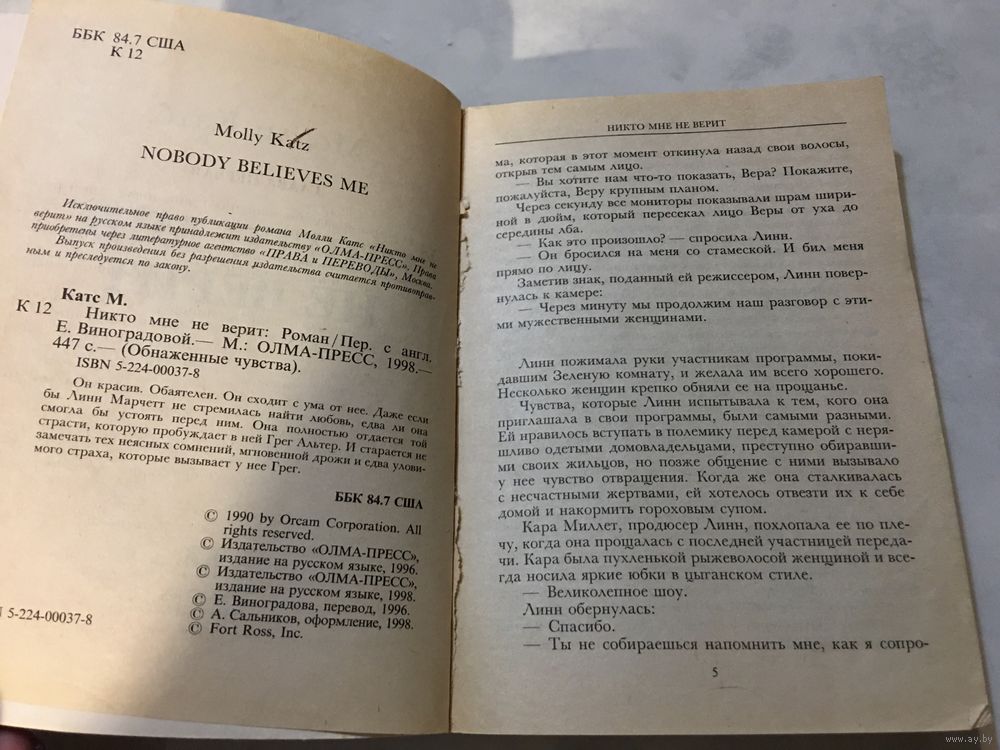 ББК 84.7 США
К 12
Molly Katz
NOBODY BELIEVES ME
Исключительное право публикации романа Молли Катс «Никто мне не
верит» на русском языке принадлежит издательству «ОЛМА-ПРЕСС». Права
приобретены через литературное агентство «ПРАВА и ПЕРЕВОДЫ», Москва.
Выпуск произведения без разрешения издательства считается противоправ-
ным и преследуется по закону.
Катс М.
К 12 Никто мне не верит: Роман / Пер. с англ.
Е. Виноградовой.— М.: ОЛМА-ПРЕСС, 1998.—
447 с.— (Обнаженные чувства).
ISBN 5-224-00037-8
Он красив. Обаятелен. Он сходит с ума от нее. Даже если
бы Линн Марчетт не стремилась найти любовь, едва ли она
смогла бы устоять перед ним. Она полностью отдается той
страсти, которую пробуждает в ней Грег Альтер. И старается не
замечать тех неясных сомнений, мгновенной дрожи и едва улови-
мого страха, которые вызывает у нее Грег.
ББК 84.7 США
© 1990 by Orcam Corporation. All
rights reserved.
© Издательство «ОЛМА-ПРЕСС»,
издание на русском языке, 1996.
© Издательство «ОЛМА-ПРЕСС»,
издание на русском языке, 1998.
© Е. Виноградова, перевод, 1996.
© А. Сальников, оформление, 1998.
© Fort Ross, Inc.
N 5-224-00037-8
НИКТО МНЕ НЕ ВЕРИТ
ма, которая в этот момент откинула назад свои волосы,
открыв тем самым лицо.
— Вы хотите нам что-то показать, Вера? Покажите,
пожалуйста, Веру крупным планом.
Через секунду все мониторы показывали шрам шири-
ной в дюйм, который пересекал лицо Веры от уха до
середины лба.
— Как это произошло? — спросила Линн.
— Он бросился на меня со стамеской. И бил меня
прямо по лицу.
Заметив знак, поданный ей режиссером, Линн повер-
нулась к камере:
— Через минуту мы продолжим наш разговор с эти-
ми мужественными женщинами.
Линн пожимала руки участникам программы, поки-
давшим Зеленую комнату, и желала им всего хорошего.
Несколько женщин крепко обняли ее на прощанье.
Чувства, которые Линн испытывала к тем, кого она
приглашала в свои программы, были самыми разными.
Ей нравилось вступать в полемику перед камерой с неря-
шливо одетыми домовладельцами, преступно обиравши-
ми своих жильцов, но позже общение с ними вызывало
у нее чувство отвращения. Когда же она сталкивалась
с несчастными жертвами, ей хотелось отвезти их к себе
домой и накормить гороховым супом.
Кара Миллет, продюсер Линн, похлопала ее по пле-
чу, когда она прощалась с последней участницей переда-
чи. Кара была пухленькой рыжеволосой женщиной и все-
гда носила яркие юбки в цыганском стиле.
— Великолепное шоу.
Линн обернулась:
— Спасибо.
— Ты не собираешься напомнить мне, как я сопро-
5
www.ay.by